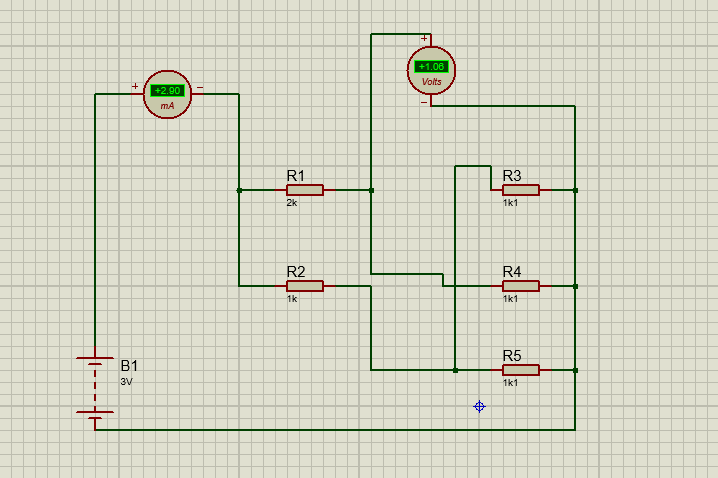 +
+1.06
Volts
−
+
+2.90
−
mA
R1
2k
R3
1k1
R2
1k
R4
1k1
B1
3V
R5
1k1